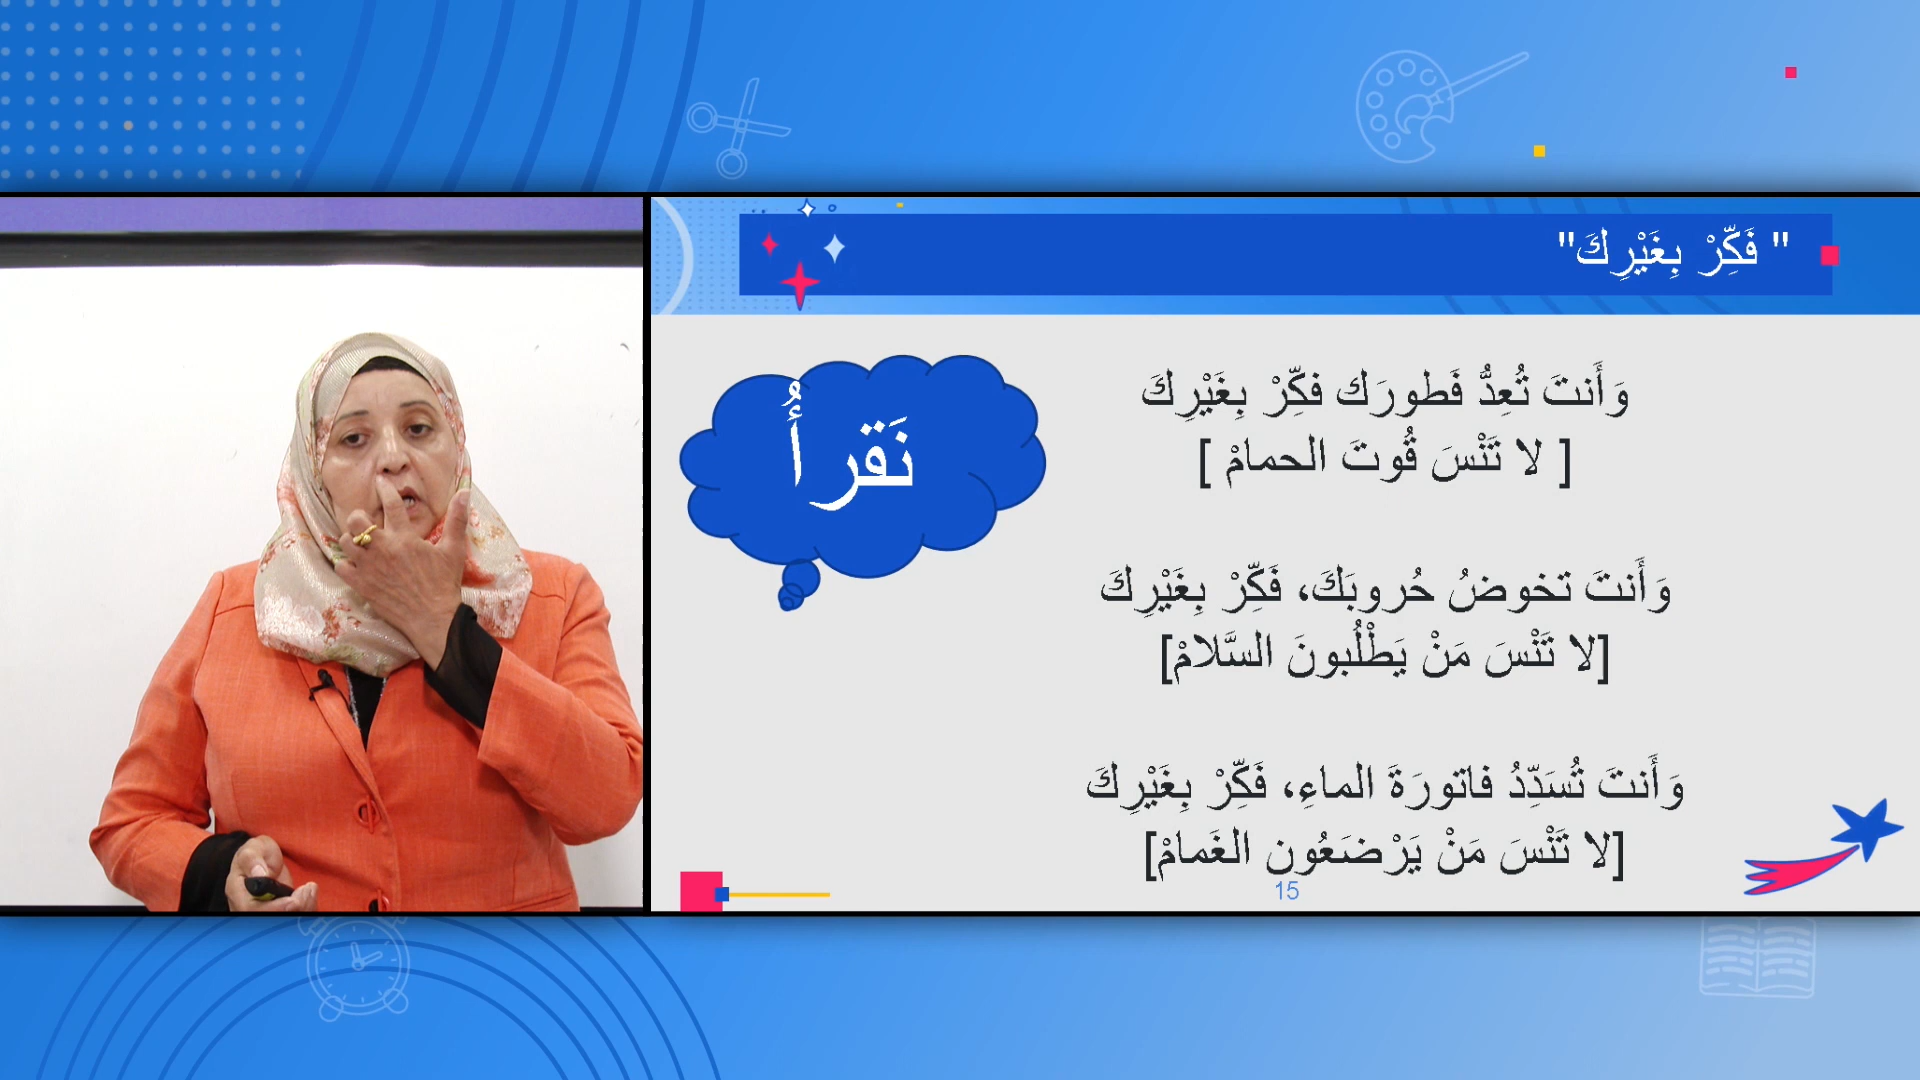 " فَكِّرْ بِغَيْرِكَ"
نَقرأُ
وَأَنتَ تُعِدُّ فَطورَك فكِّرْ بِغَيْرِكَ
[ لا تَنْسَ قُوتَ الحمامْ ]
وَأَنتَ تخوضُ حُروبَكَ، فَكِّرْ بِغَيْرِكَ
[لا تَنْسَ مَنْ يَطْلُبونَ السَّلامْ]
وَأَنتَ تُسَدِّدُ فاتورَةَ الماءِ، فَكِّرْ بِغَيْرِكَ
[لا تَنْسَ مَنْ يَرْضَعُون الغَمامْ]
15